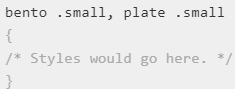 bento .small, plate .small
{
/* Styles would go here. */
}